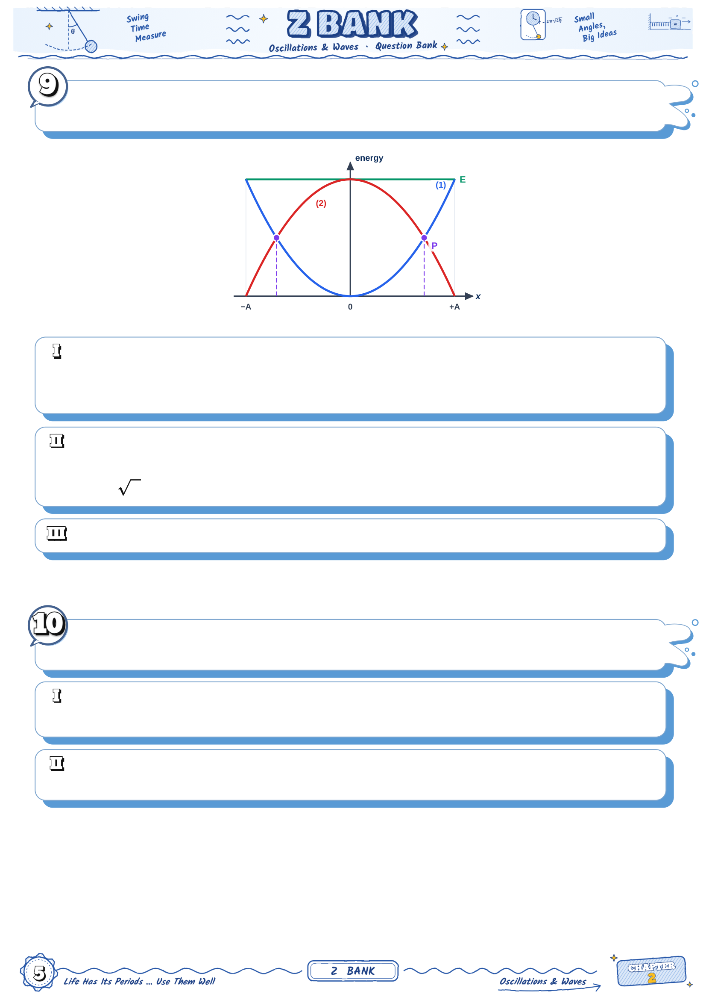 Swing
Time
Measure
θ
Z BANK
Oscillations & Waves · Question Bank
T = 2π√L/g
Small
Angles,
Big Ideas
x
m
9
energy
E
(1)
(2)
P
x
−A
0
+A
I
II
√
III
10
I
II
5
Life Has Its Periods ... Use Them Well
Z BANK
Oscillations & Waves
CHAPTER
2